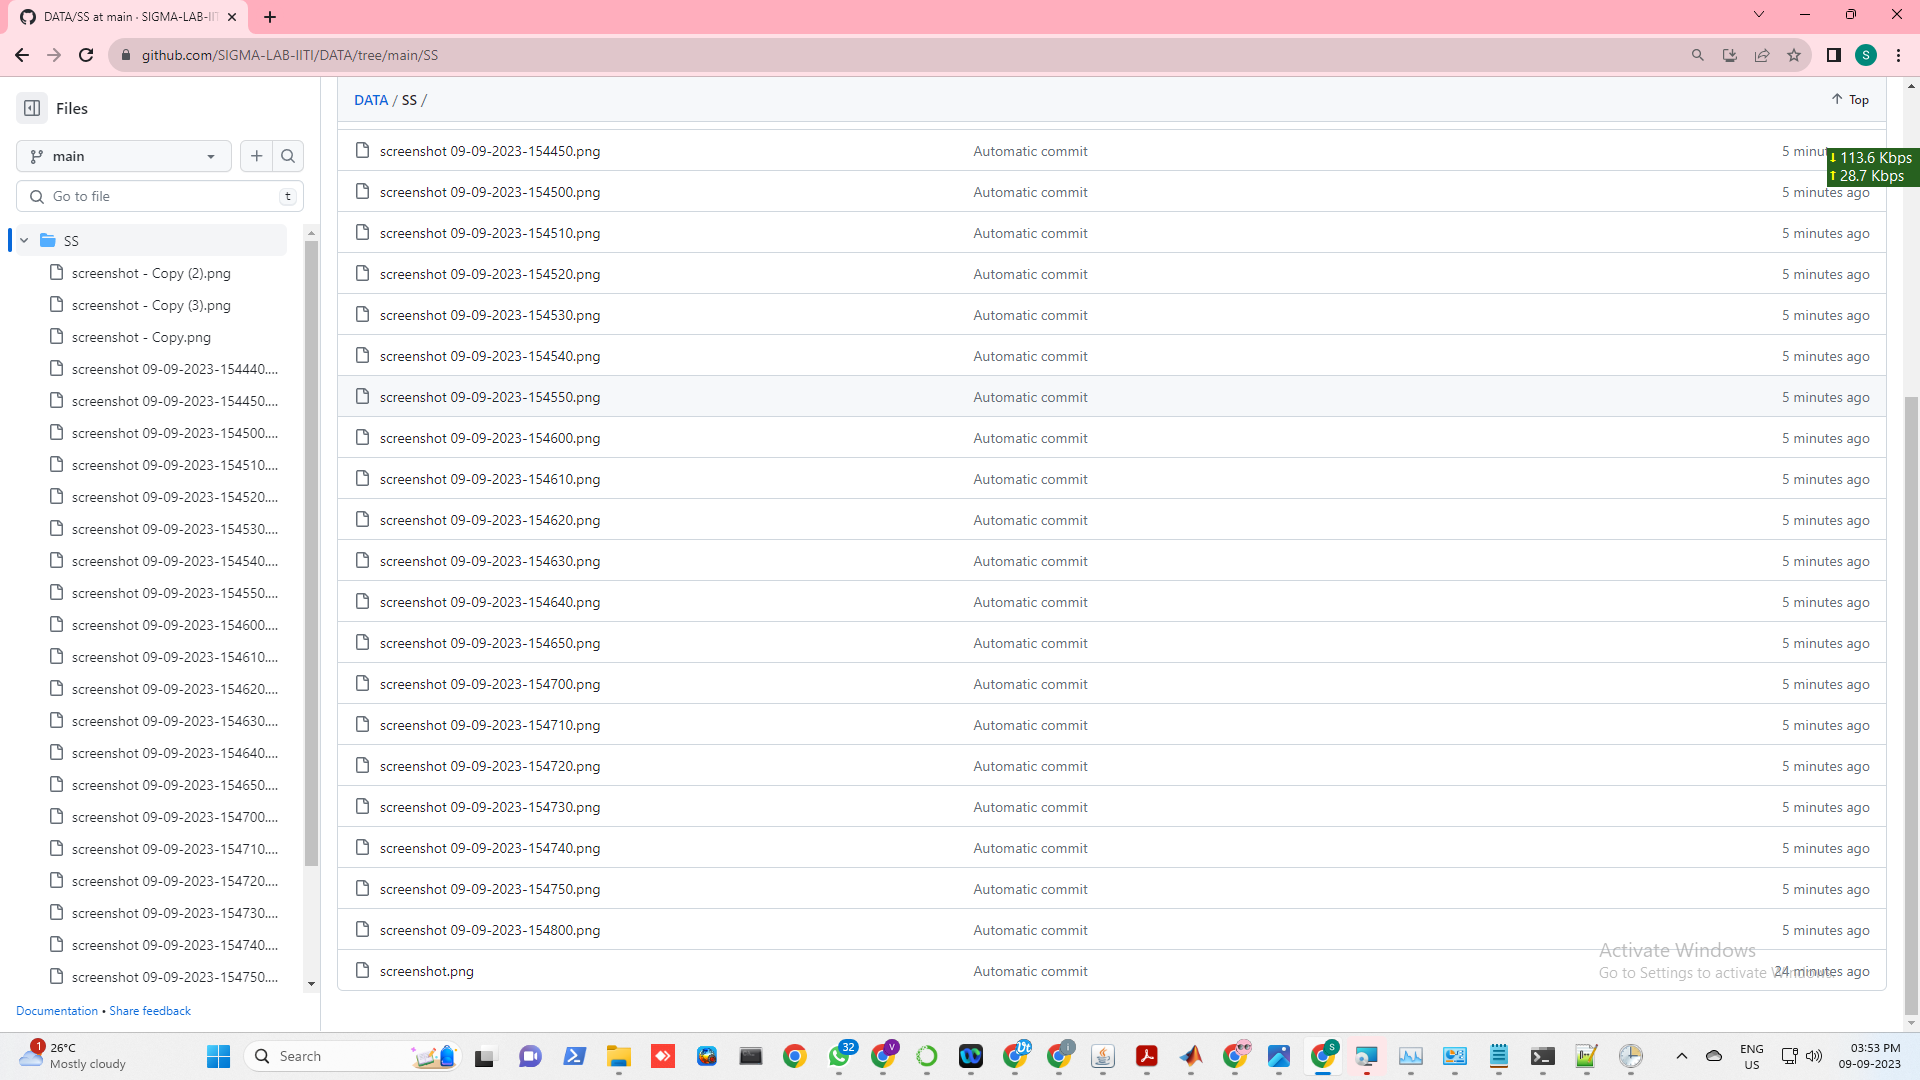 DATA/SS at main · SIGMA-LAB-IIT
github.com/SIGMA-LAB-IITI/DATA/tree/main/SS
S
Files
main
Go to file
t
SS
screenshot - Copy (2).png
screenshot - Copy (3).png
screenshot - Copy.png
screenshot 09-09-2023-154440....
screenshot 09-09-2023-154450....
screenshot 09-09-2023-154500....
screenshot 09-09-2023-154510....
screenshot 09-09-2023-154520....
screenshot 09-09-2023-154530....
screenshot 09-09-2023-154540....
screenshot 09-09-2023-154550....
screenshot 09-09-2023-154600....
screenshot 09-09-2023-154610....
screenshot 09-09-2023-154620....
screenshot 09-09-2023-154630....
screenshot 09-09-2023-154640....
screenshot 09-09-2023-154650....
screenshot 09-09-2023-154700....
screenshot 09-09-2023-154710....
screenshot 09-09-2023-154720....
screenshot 09-09-2023-154730....
screenshot 09-09-2023-154740....
screenshot 09-09-2023-154750....
Documentation • Share feedback
DATA / SS /
Top
screenshot 09-09-2023-154450.png Automatic commit 5 minut
113.6 Kbps
28.7 Kbps
screenshot 09-09-2023-154500.png Automatic commit 5 minutes ago
screenshot 09-09-2023-154510.png Automatic commit 5 minutes ago
screenshot 09-09-2023-154520.png Automatic commit 5 minutes ago
screenshot 09-09-2023-154530.png Automatic commit 5 minutes ago
screenshot 09-09-2023-154540.png Automatic commit 5 minutes ago
screenshot 09-09-2023-154550.png Automatic commit 5 minutes ago
screenshot 09-09-2023-154600.png Automatic commit 5 minutes ago
screenshot 09-09-2023-154610.png Automatic commit 5 minutes ago
screenshot 09-09-2023-154620.png Automatic commit 5 minutes ago
screenshot 09-09-2023-154630.png Automatic commit 5 minutes ago
screenshot 09-09-2023-154640.png Automatic commit 5 minutes ago
screenshot 09-09-2023-154650.png Automatic commit 5 minutes ago
screenshot 09-09-2023-154700.png Automatic commit 5 minutes ago
screenshot 09-09-2023-154710.png Automatic commit 5 minutes ago
screenshot 09-09-2023-154720.png Automatic commit 5 minutes ago
screenshot 09-09-2023-154730.png Automatic commit 5 minutes ago
screenshot 09-09-2023-154740.png Automatic commit 5 minutes ago
screenshot 09-09-2023-154750.png Automatic commit 5 minutes ago
screenshot 09-09-2023-154800.png Automatic commit 5 minutes ago
screenshot.png Automatic commit 24 minutes ago
Activate Windows
Go to Settings to activate Windows.
1
26°C
Mostly cloudy
Search
32
V
S
ENG
US
03:53 PM
09-09-2023